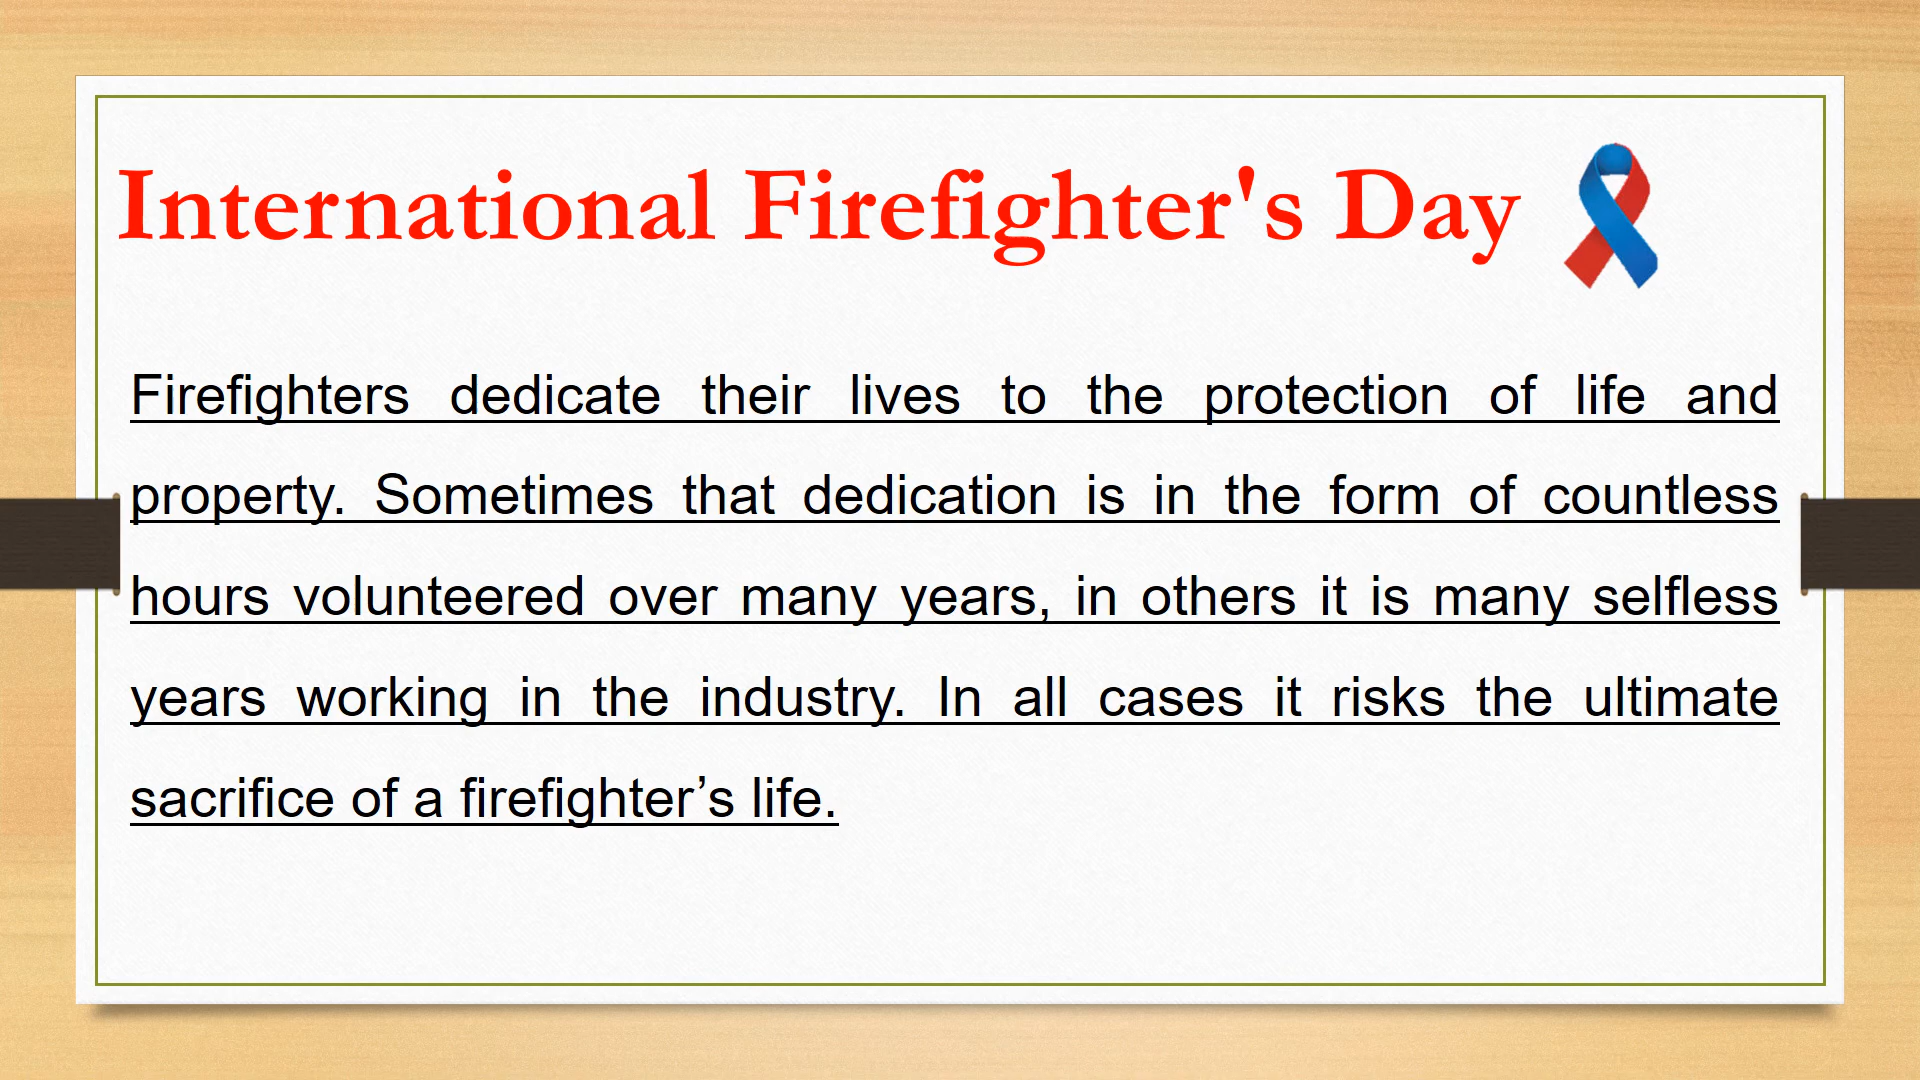 International Firefighter's Day
Firefighters dedicate their lives to the protection of life and
property. Sometimes that dedication is in the form of countless
hours volunteered over many years, in others it is many selfless
years working in the industry. In all cases it risks the ultimate
sacrifice of a firefighter’s life.